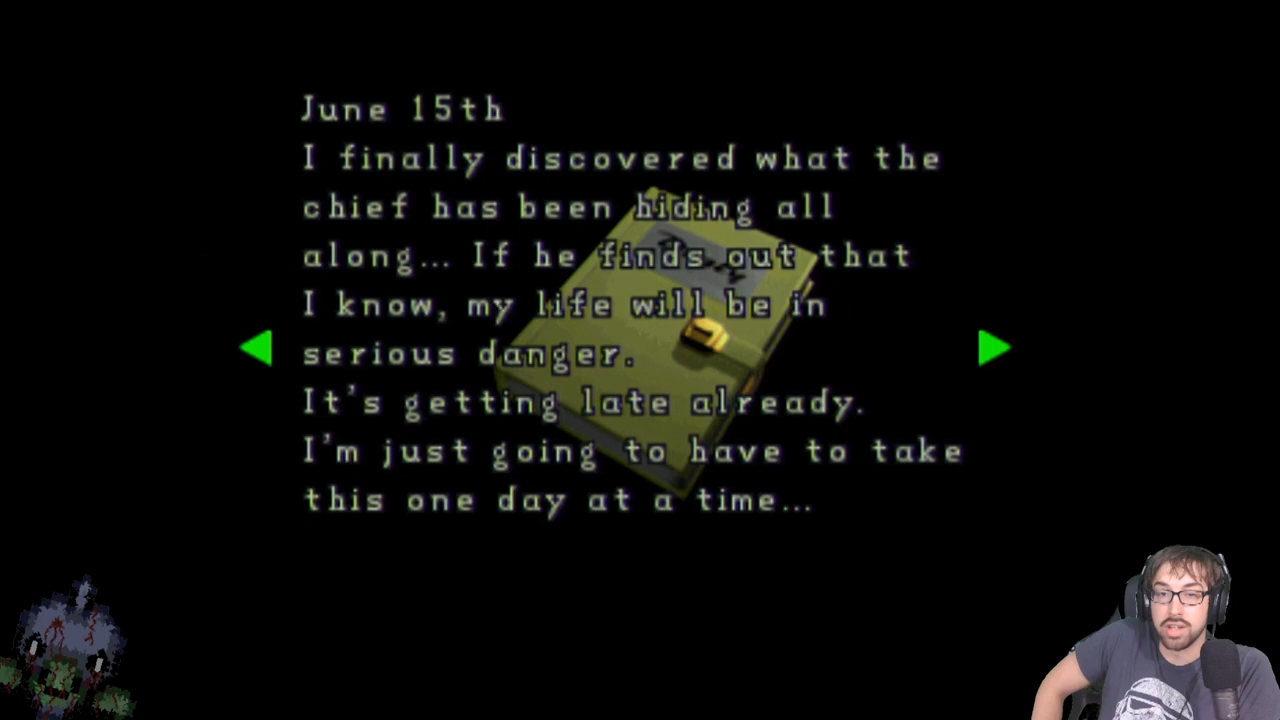 June 15th
I finally discovered what the
chief has been hiding all
along... If he finds out that
I know, my life will be in
serious danger.
It's getting late already.
I'm just going to have to take
this one day at a time...